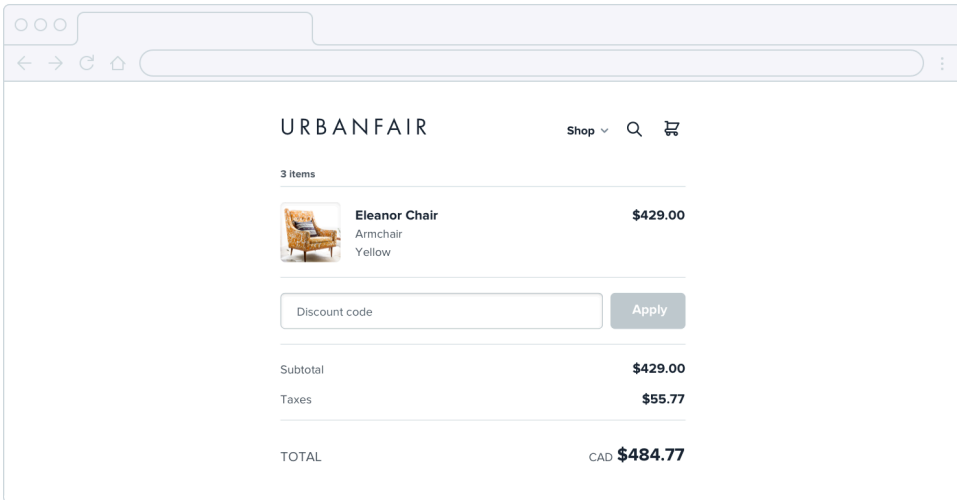 URBANFAIR
Shop
3 items
Eleanor Chair $429.00
Armchair
Yellow
Discount code Apply
Subtotal $429.00
Taxes $55.77
TOTAL CAD $484.77